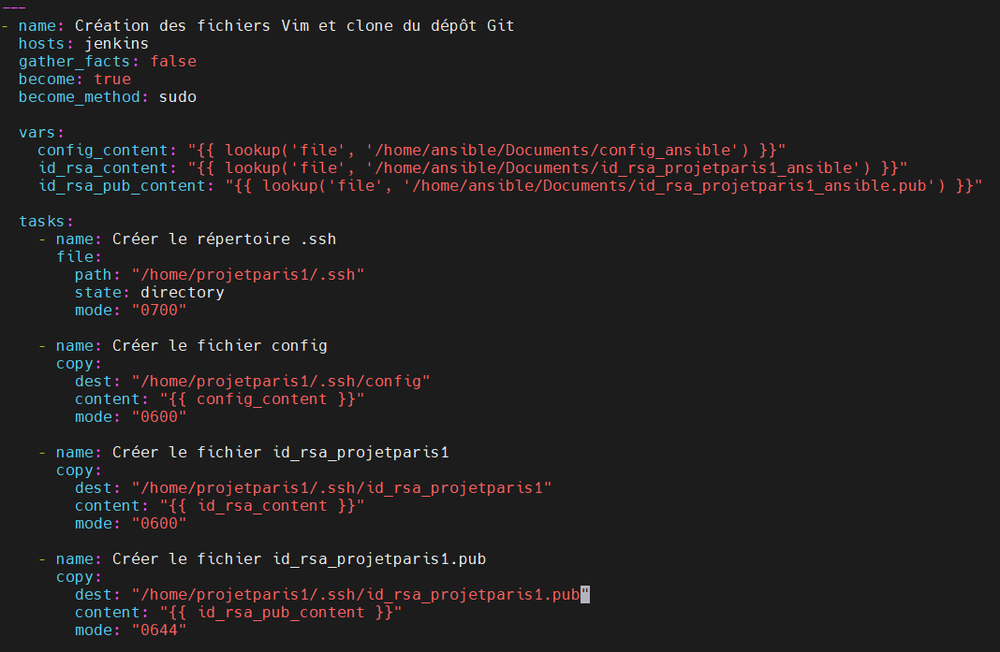 ---
- name: Création des fichiers Vim et clone du dépôt Git
  hosts: jenkins
  gather_facts: false
  become: true
  become_method: sudo

  vars:
    config_content: "{{ lookup('file', '/home/ansible/Documents/config_ansible') }}"
    id_rsa_content: "{{ lookup('file', '/home/ansible/Documents/id_rsa_projetparis1_ansible') }}"
    id_rsa_pub_content: "{{ lookup('file', '/home/ansible/Documents/id_rsa_projetparis1_ansible.pub') }}"

  tasks:
    - name: Créer le répertoire .ssh
      file:
        path: "/home/projetparis1/.ssh"
        state: directory
        mode: "0700"

    - name: Créer le fichier config
      copy:
        dest: "/home/projetparis1/.ssh/config"
        content: "{{ config_content }}"
        mode: "0600"

    - name: Créer le fichier id_rsa_projetparis1
      copy:
        dest: "/home/projetparis1/.ssh/id_rsa_projetparis1"
        content: "{{ id_rsa_content }}"
        mode: "0600"

    - name: Créer le fichier id_rsa_projetparis1.pub
      copy:
        dest: "/home/projetparis1/.ssh/id_rsa_projetparis1.pub"
        content: "{{ id_rsa_pub_content }}"
        mode: "0644"